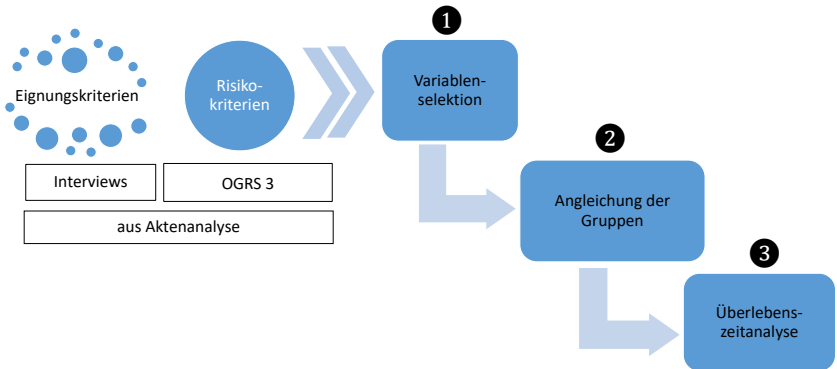 Eignungskriterien
Risiko-
kriterien
Interviews
OGRS 3
aus Aktenanalyse
1
Variablen-
selektion
2
Angleichung der
Gruppen
3
Überlebens-
zeitanalyse